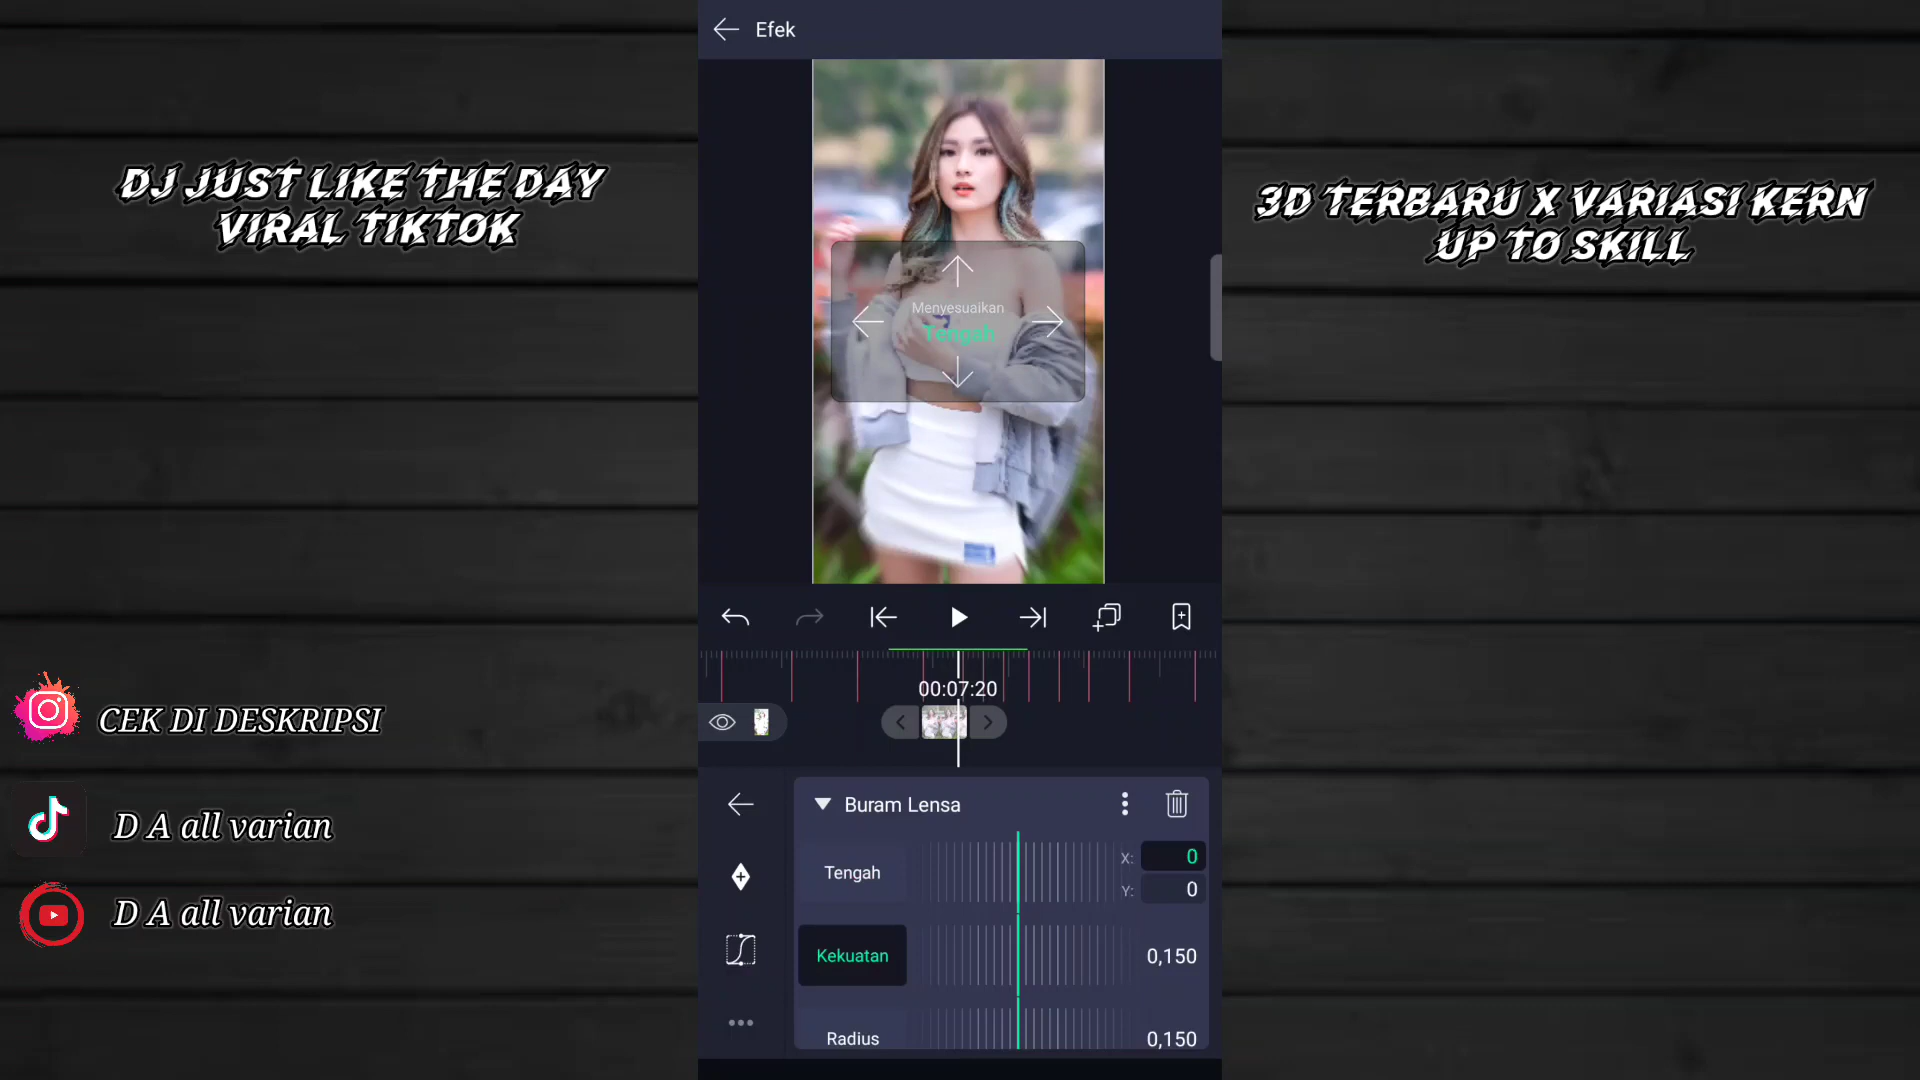 Efek
DJ JUST LIKE THE DAY
VIRAL TIKTOK
3D TERBARU X VARIASI KERN
UP TO SKILL
Menyesuaikan
Tengah
00:07:20
CEK DI DESKRIPSI
D A all varian
D A all varian
Buram Lensa
Tengah
X: 0
Y: 0
Kekuatan
0,150
Radius
0,150